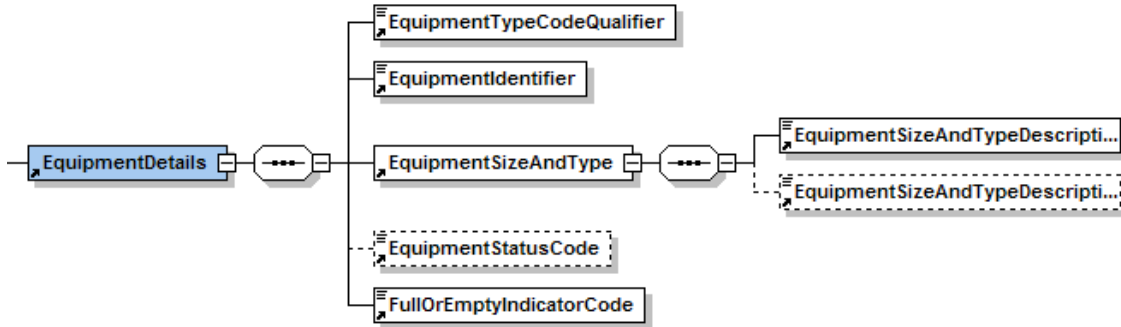 EquipmentTypeCodeQualifier
EquipmentIdentifier
EquipmentDetails
EquipmentSizeAndType
EquipmentSizeAndTypeDescripti...
EquipmentSizeAndTypeDescripti...
EquipmentStatusCode
FullOrEmptyIndicatorCode